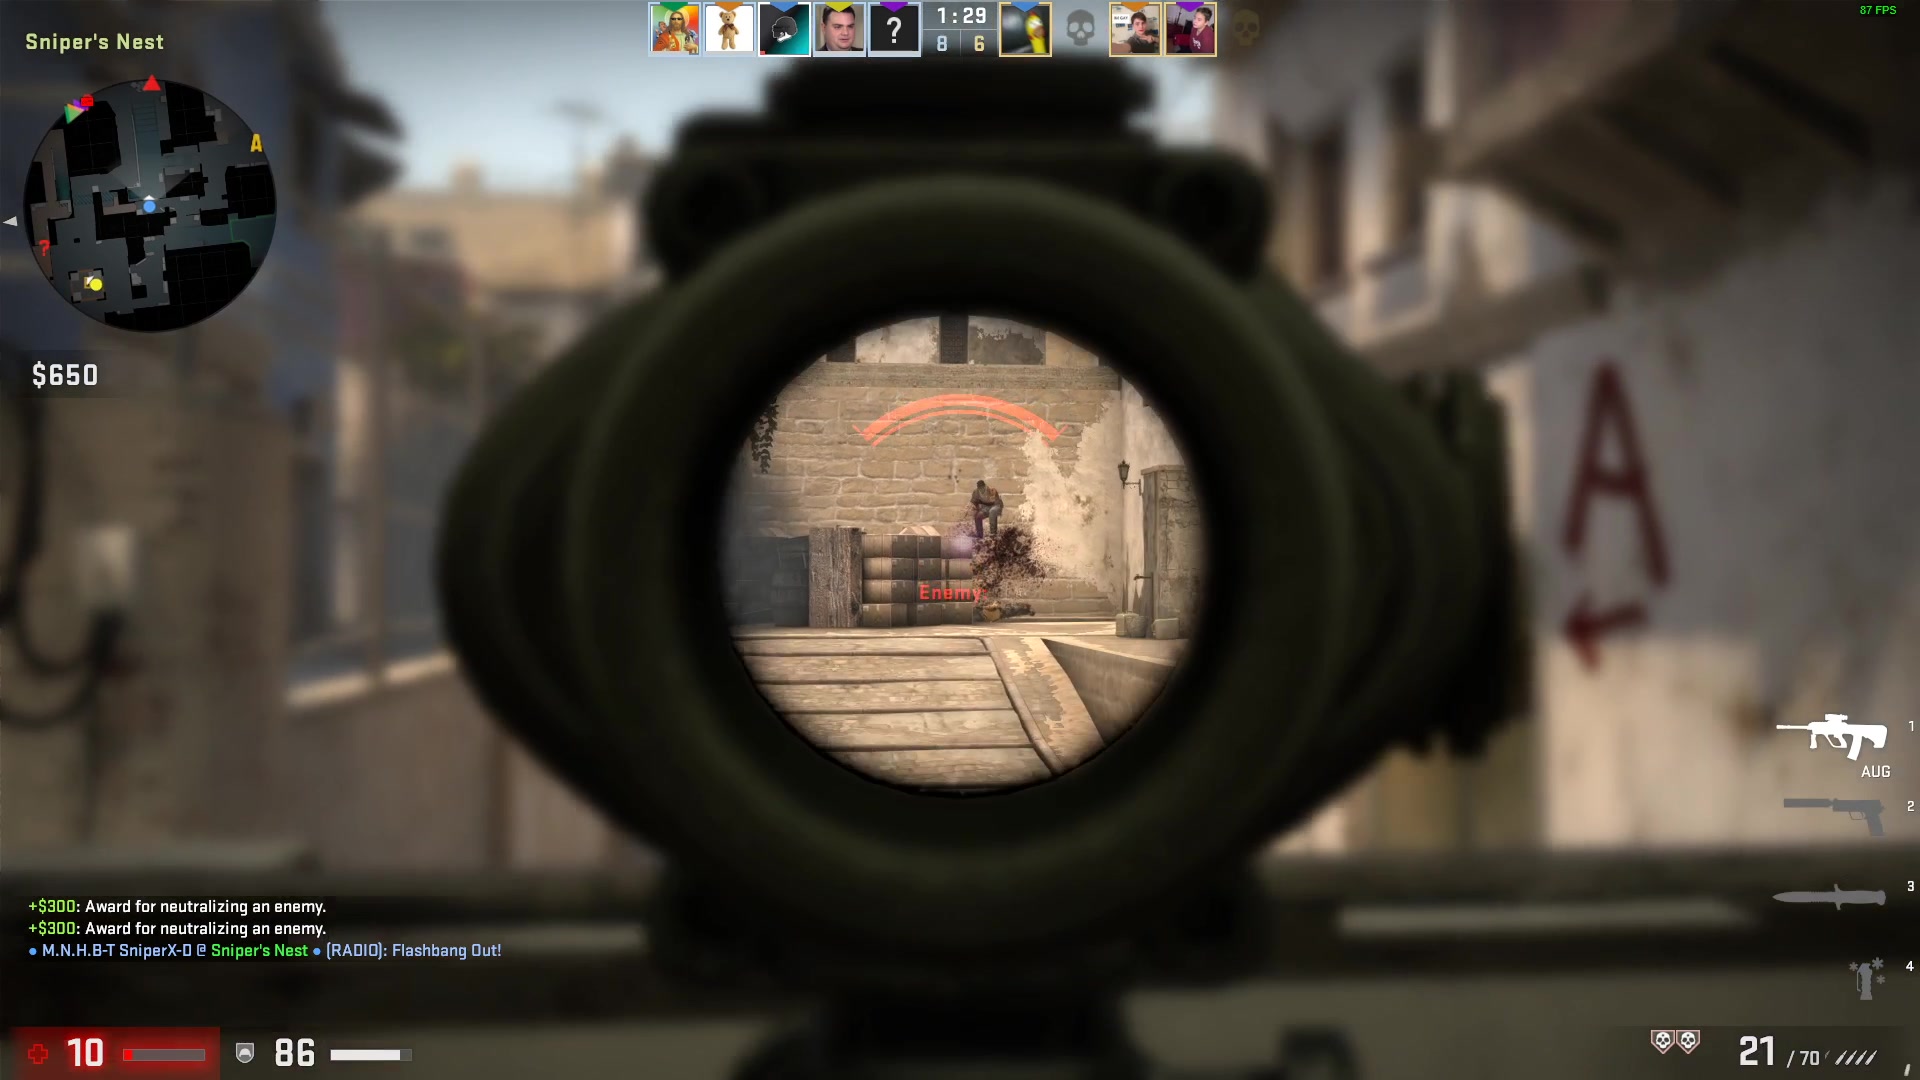 87 FPS
Sniper's Nest
?
1:29
8 6
A
?
$650
Enemy
A
1
AUG
2
3
4
+$300: Award for neutralizing an enemy.
+$300: Award for neutralizing an enemy.
● M.N.H.B-T SniperX-D @ Sniper's Nest ● (RADIO): Flashbang Out!
10
86
21 / 70